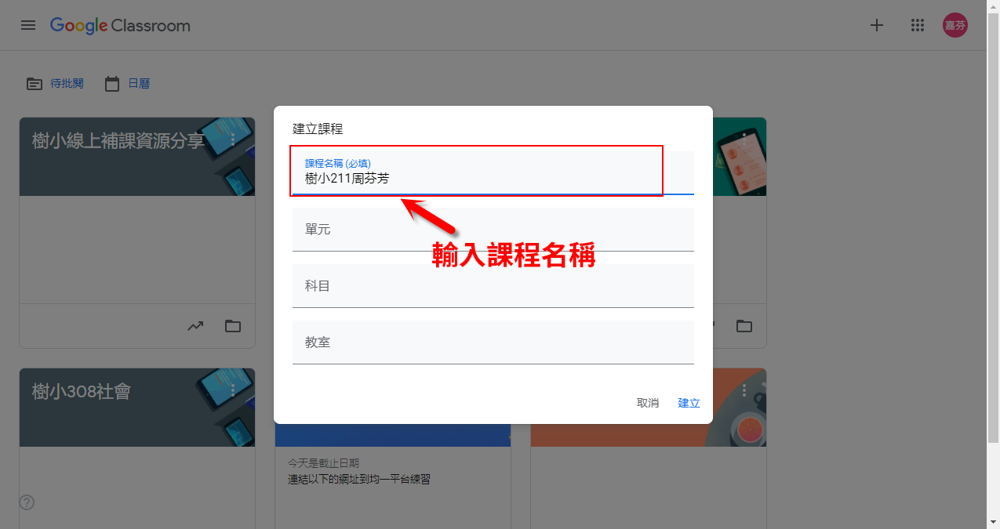 Google Classroom
嘉芬
待批閱
日曆
樹小線上補課資源分享
建立課程
課程名稱 (必填)
樹小211周芬芳
輸入課程名稱
單元
科目
教室
取消
建立
樹小308社會
今天是截止日期
連結以下的網址到均一平台練習